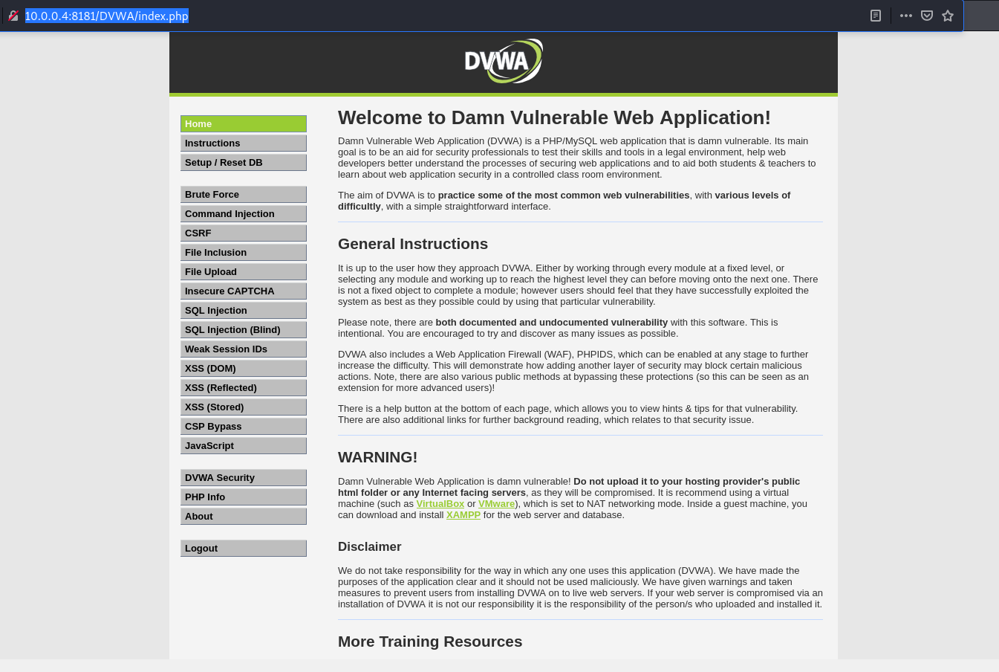 10.0.0.4:8181/DVWA/index.php
DVWA
Home
Instructions
Setup / Reset DB
Brute Force
Command Injection
CSRF
File Inclusion
File Upload
Insecure CAPTCHA
SQL Injection
SQL Injection (Blind)
Weak Session IDs
XSS (DOM)
XSS (Reflected)
XSS (Stored)
CSP Bypass
JavaScript
DVWA Security
PHP Info
About
Logout
Welcome to Damn Vulnerable Web Application!
Damn Vulnerable Web Application (DVWA) is a PHP/MySQL web application that is damn vulnerable. Its main
goal is to be an aid for security professionals to test their skills and tools in a legal environment, help web
developers better understand the processes of securing web applications and to aid both students & teachers to
learn about web application security in a controlled class room environment.
The aim of DVWA is to practice some of the most common web vulnerabilities, with various levels of
difficultly, with a simple straightforward interface.
General Instructions
It is up to the user how they approach DVWA. Either by working through every module at a fixed level, or
selecting any module and working up to reach the highest level they can before moving onto the next one. There
is not a fixed object to complete a module; however users should feel that they have successfully exploited the
system as best as they possible could by using that particular vulnerability.
Please note, there are both documented and undocumented vulnerability with this software. This is
intentional. You are encouraged to try and discover as many issues as possible.
DVWA also includes a Web Application Firewall (WAF), PHPIDS, which can be enabled at any stage to further
increase the difficulty. This will demonstrate how adding another layer of security may block certain malicious
actions. Note, there are also various public methods at bypassing these protections (so this can be seen as an
extension for more advanced users)!
There is a help button at the bottom of each page, which allows you to view hints & tips for that vulnerability.
There are also additional links for further background reading, which relates to that security issue.
WARNING!
Damn Vulnerable Web Application is damn vulnerable! Do not upload it to your hosting provider's public
html folder or any Internet facing servers, as they will be compromised. It is recommend using a virtual
machine (such as VirtualBox or VMware), which is set to NAT networking mode. Inside a guest machine, you
can download and install XAMPP for the web server and database.
Disclaimer
We do not take responsibility for the way in which any one uses this application (DVWA). We have made the
purposes of the application clear and it should not be used maliciously. We have given warnings and taken
measures to prevent users from installing DVWA on to live web servers. If your web server is compromised via an
installation of DVWA it is not our responsibility it is the responsibility of the person/s who uploaded and installed it.
More Training Resources